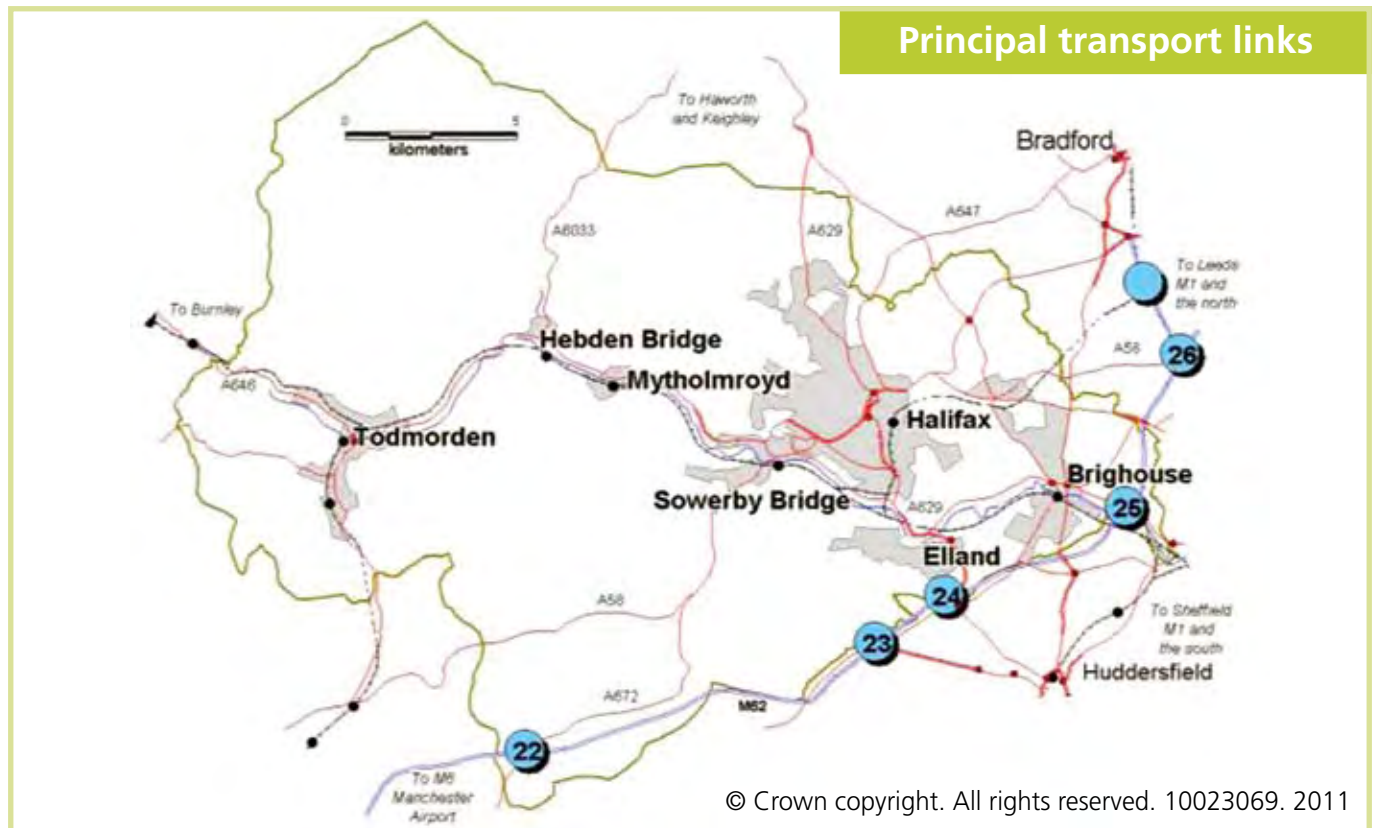 Principal transport links
To Haworth
and Keighley
0 5
kilometers
Bradford
A647
A629
A6033
To Leeds
M1 and
the north
To Burnley
Hebden Bridge
26
A58
A646
Mytholmroyd
Halifax
Todmorden
Brighouse
Sowerby Bridge
A629
25
Elland
24
A58
To Sheffield
M1 and
the south
23
Huddersfield
A672
M62
22
To M6
Manchester
Airport
© Crown copyright. All rights reserved. 10023069. 2011